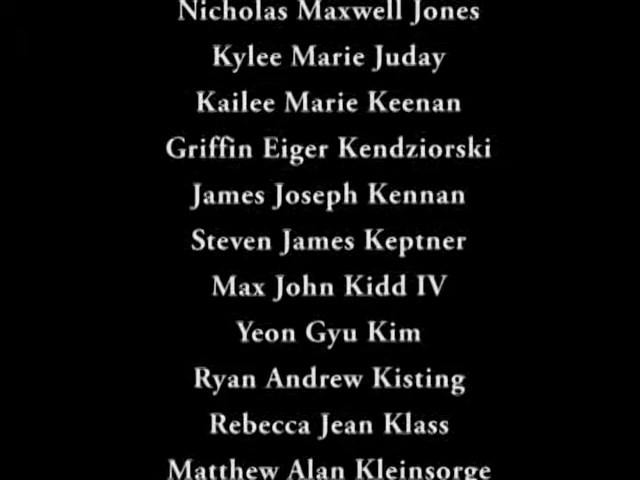 Nicholas Maxwell Jones
Kylee Marie Juday
Kailee Marie Keenan
Griffin Eiger Kendziorski
James Joseph Kennan
Steven James Keptner
Max John Kidd IV
Yeon Gyu Kim
Ryan Andrew Kisting
Rebecca Jean Klass
Matthew Alan Kleinsorge